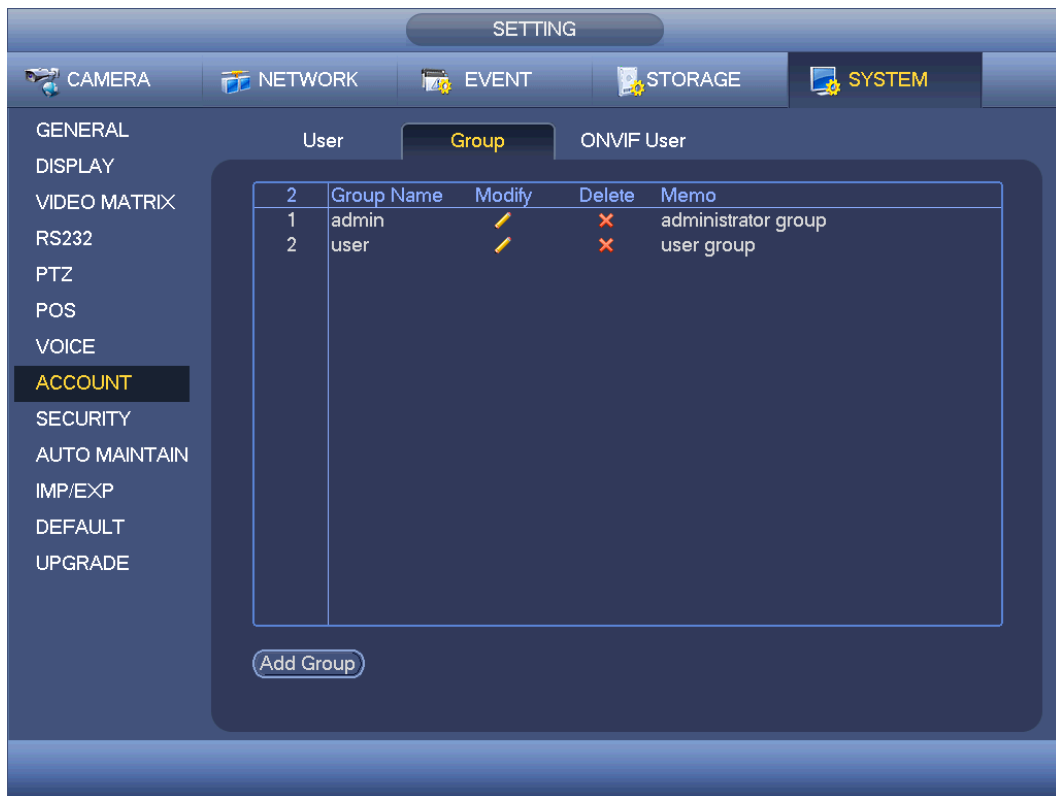 SETTING
CAMERA NETWORK EVENT STORAGE SYSTEM
GENERAL
DISPLAY
VIDEO MATRIX
RS232
PTZ
POS
VOICE
ACCOUNT
SECURITY
AUTO MAINTAIN
IMP/EXP
DEFAULT
UPGRADE
User Group ONVIF User
2 Group Name Modify Delete Memo
1 admin administrator group
2 user user group
Add Group